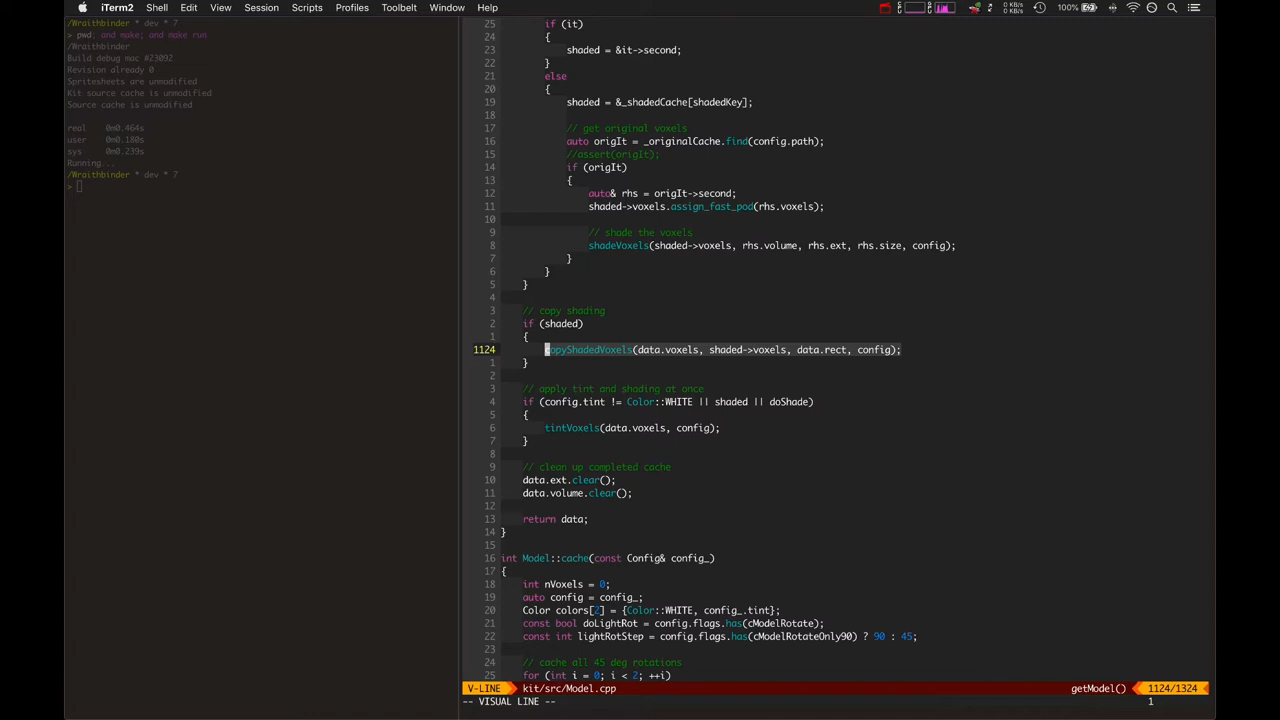 iTerm2 Shell Edit View Session Scripts Profiles Toolbelt Window Help
0 KB/s
0 KB/s
100%
/Wraithbinder * dev * 7
> pwd; and make; and make run
/Wraithbinder
Build debug mac #23092
Revision already 0
Spritesheets are unmodified
Kit source cache is unmodified
Source cache is unmodified
real 0m0.464s
user 0m0.180s
sys 0m0.239s
Running...
/Wraithbinder * dev * 7
>
25 if (it)
24 {
23 shaded = &it->second;
22 }
21 else
20 {
19 shaded = &_shadedCache[shadedKey];
18
17 // get original voxels
16 auto origIt = _originalCache.find(config.path);
15 //assert(origIt);
14 if (origIt)
13 {
12 auto& rhs = origIt->second;
11 shaded->voxels.assign_fast_pod(rhs.voxels);
10
9 // shade the voxels
8 shadeVoxels(shaded->voxels, rhs.volume, rhs.ext, rhs.size, config);
7 }
6 }
5 }
4
3 // copy shading
2 if (shaded)
1 {
1124 copyShadedVoxels(data.voxels, shaded->voxels, data.rect, config);
1 }
2
3 // apply tint and shading at once
4 if (config.tint != Color::WHITE || shaded || doShade)
5 {
6 tintVoxels(data.voxels, config);
7 }
8
9 // clean up completed cache
10 data.ext.clear();
11 data.volume.clear();
12
13 return data;
14 }
15
16 int Model::cache(const Config& config_)
17 {
18 int nVoxels = 0;
19 auto config = config_;
20 Color colors[2] = {Color::WHITE, config_.tint};
21 const bool doLightRot = config.flags.has(cModelRotate);
22 const int lightRotStep = config.flags.has(cModelRotateOnly90) ? 90 : 45;
23
24 // cache all 45 deg rotations
25 for (int i = 0; i < 2; ++i)
V-LINE kit/src/Model.cpp getModel() 1124/1324
-- VISUAL LINE -- 1